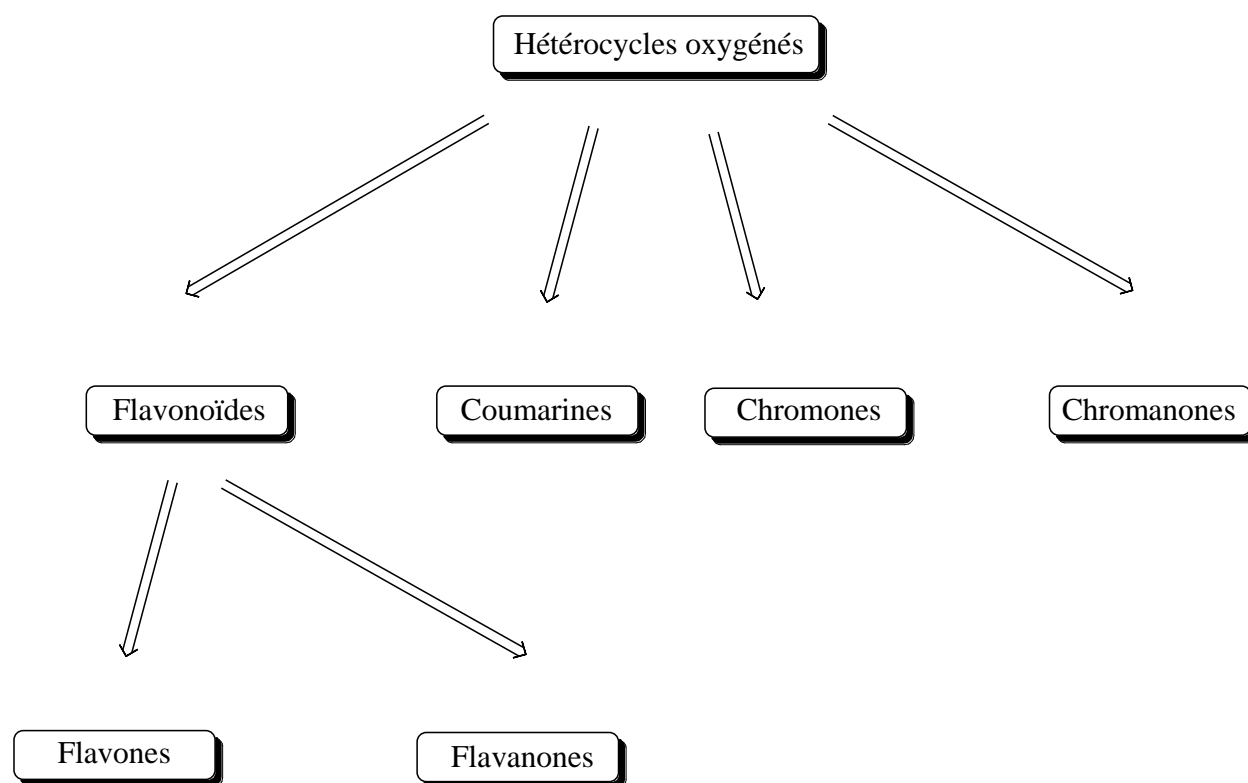 Hétérocycles oxygénés
Flavonoïdes
Coumarines
Chromones
Chromanones
Flavones
Flavanones